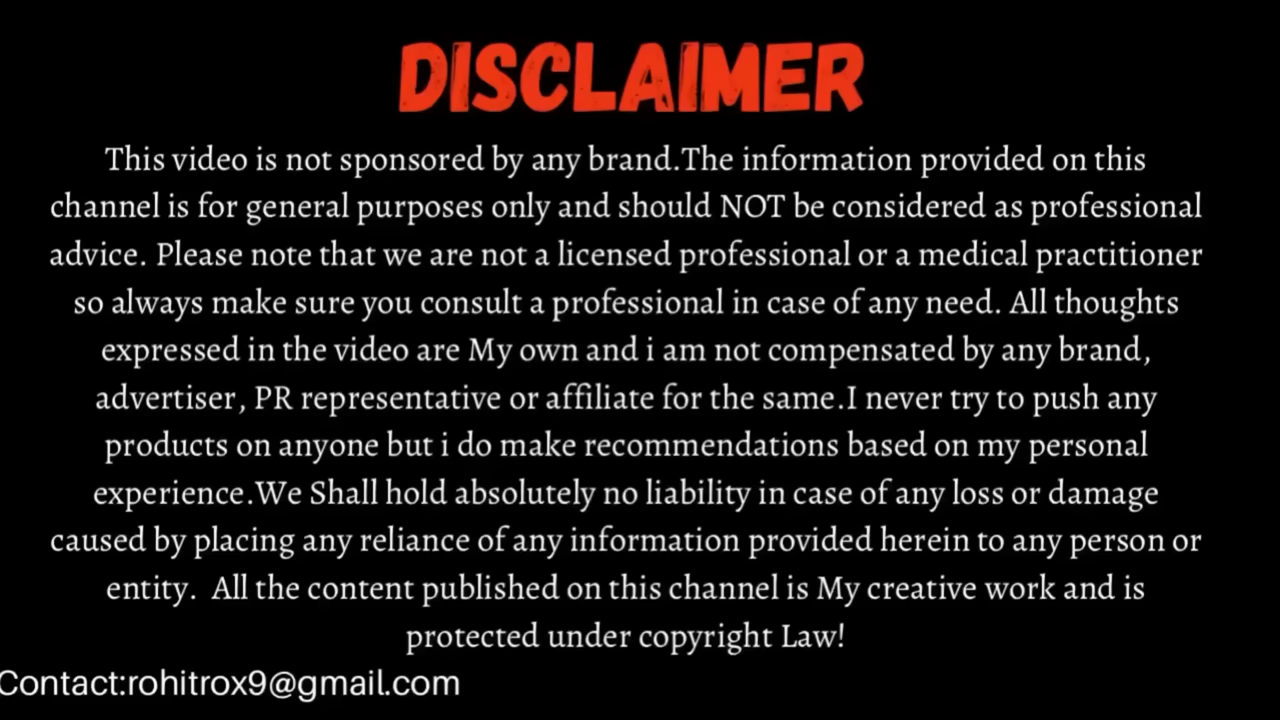 DISCLAIMER
This video is not sponsored by any brand.The information provided on this
channel is for general purposes only and should NOT be considered as professional
advice. Please note that we are not a licensed professional or a medical practitioner
so always make sure you consult a professional in case of any need. All thoughts
expressed in the video are My own and i am not compensated by any brand,
advertiser, PR representative or affiliate for the same.I never try to push any
products on anyone but i do make recommendations based on my personal
experience.We Shall hold absolutely no liability in case of any loss or damage
caused by placing any reliance of any information provided herein to any person or
entity.  All the content published on this channel is My creative work and is
protected under copyright Law!
Contact:rohitrox9@gmail.com